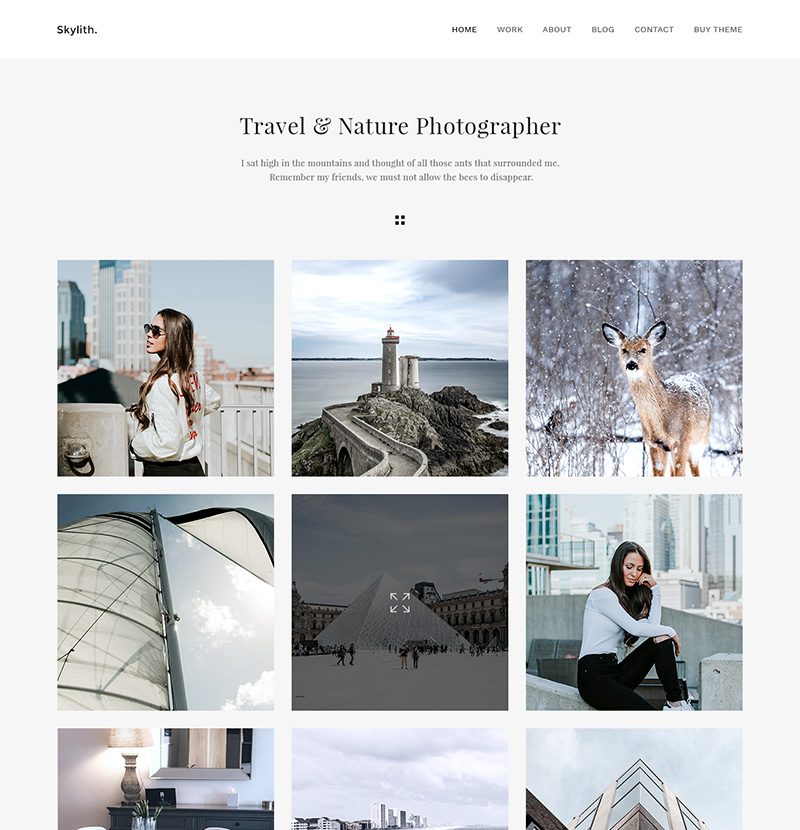 Skylith.
HOME WORK ABOUT BLOG CONTACT BUY THEME
Travel & Nature Photographer
I sat high in the mountains and thought of all those ants that surrounded me.
Remember my friends, we must not allow the bees to disappear.